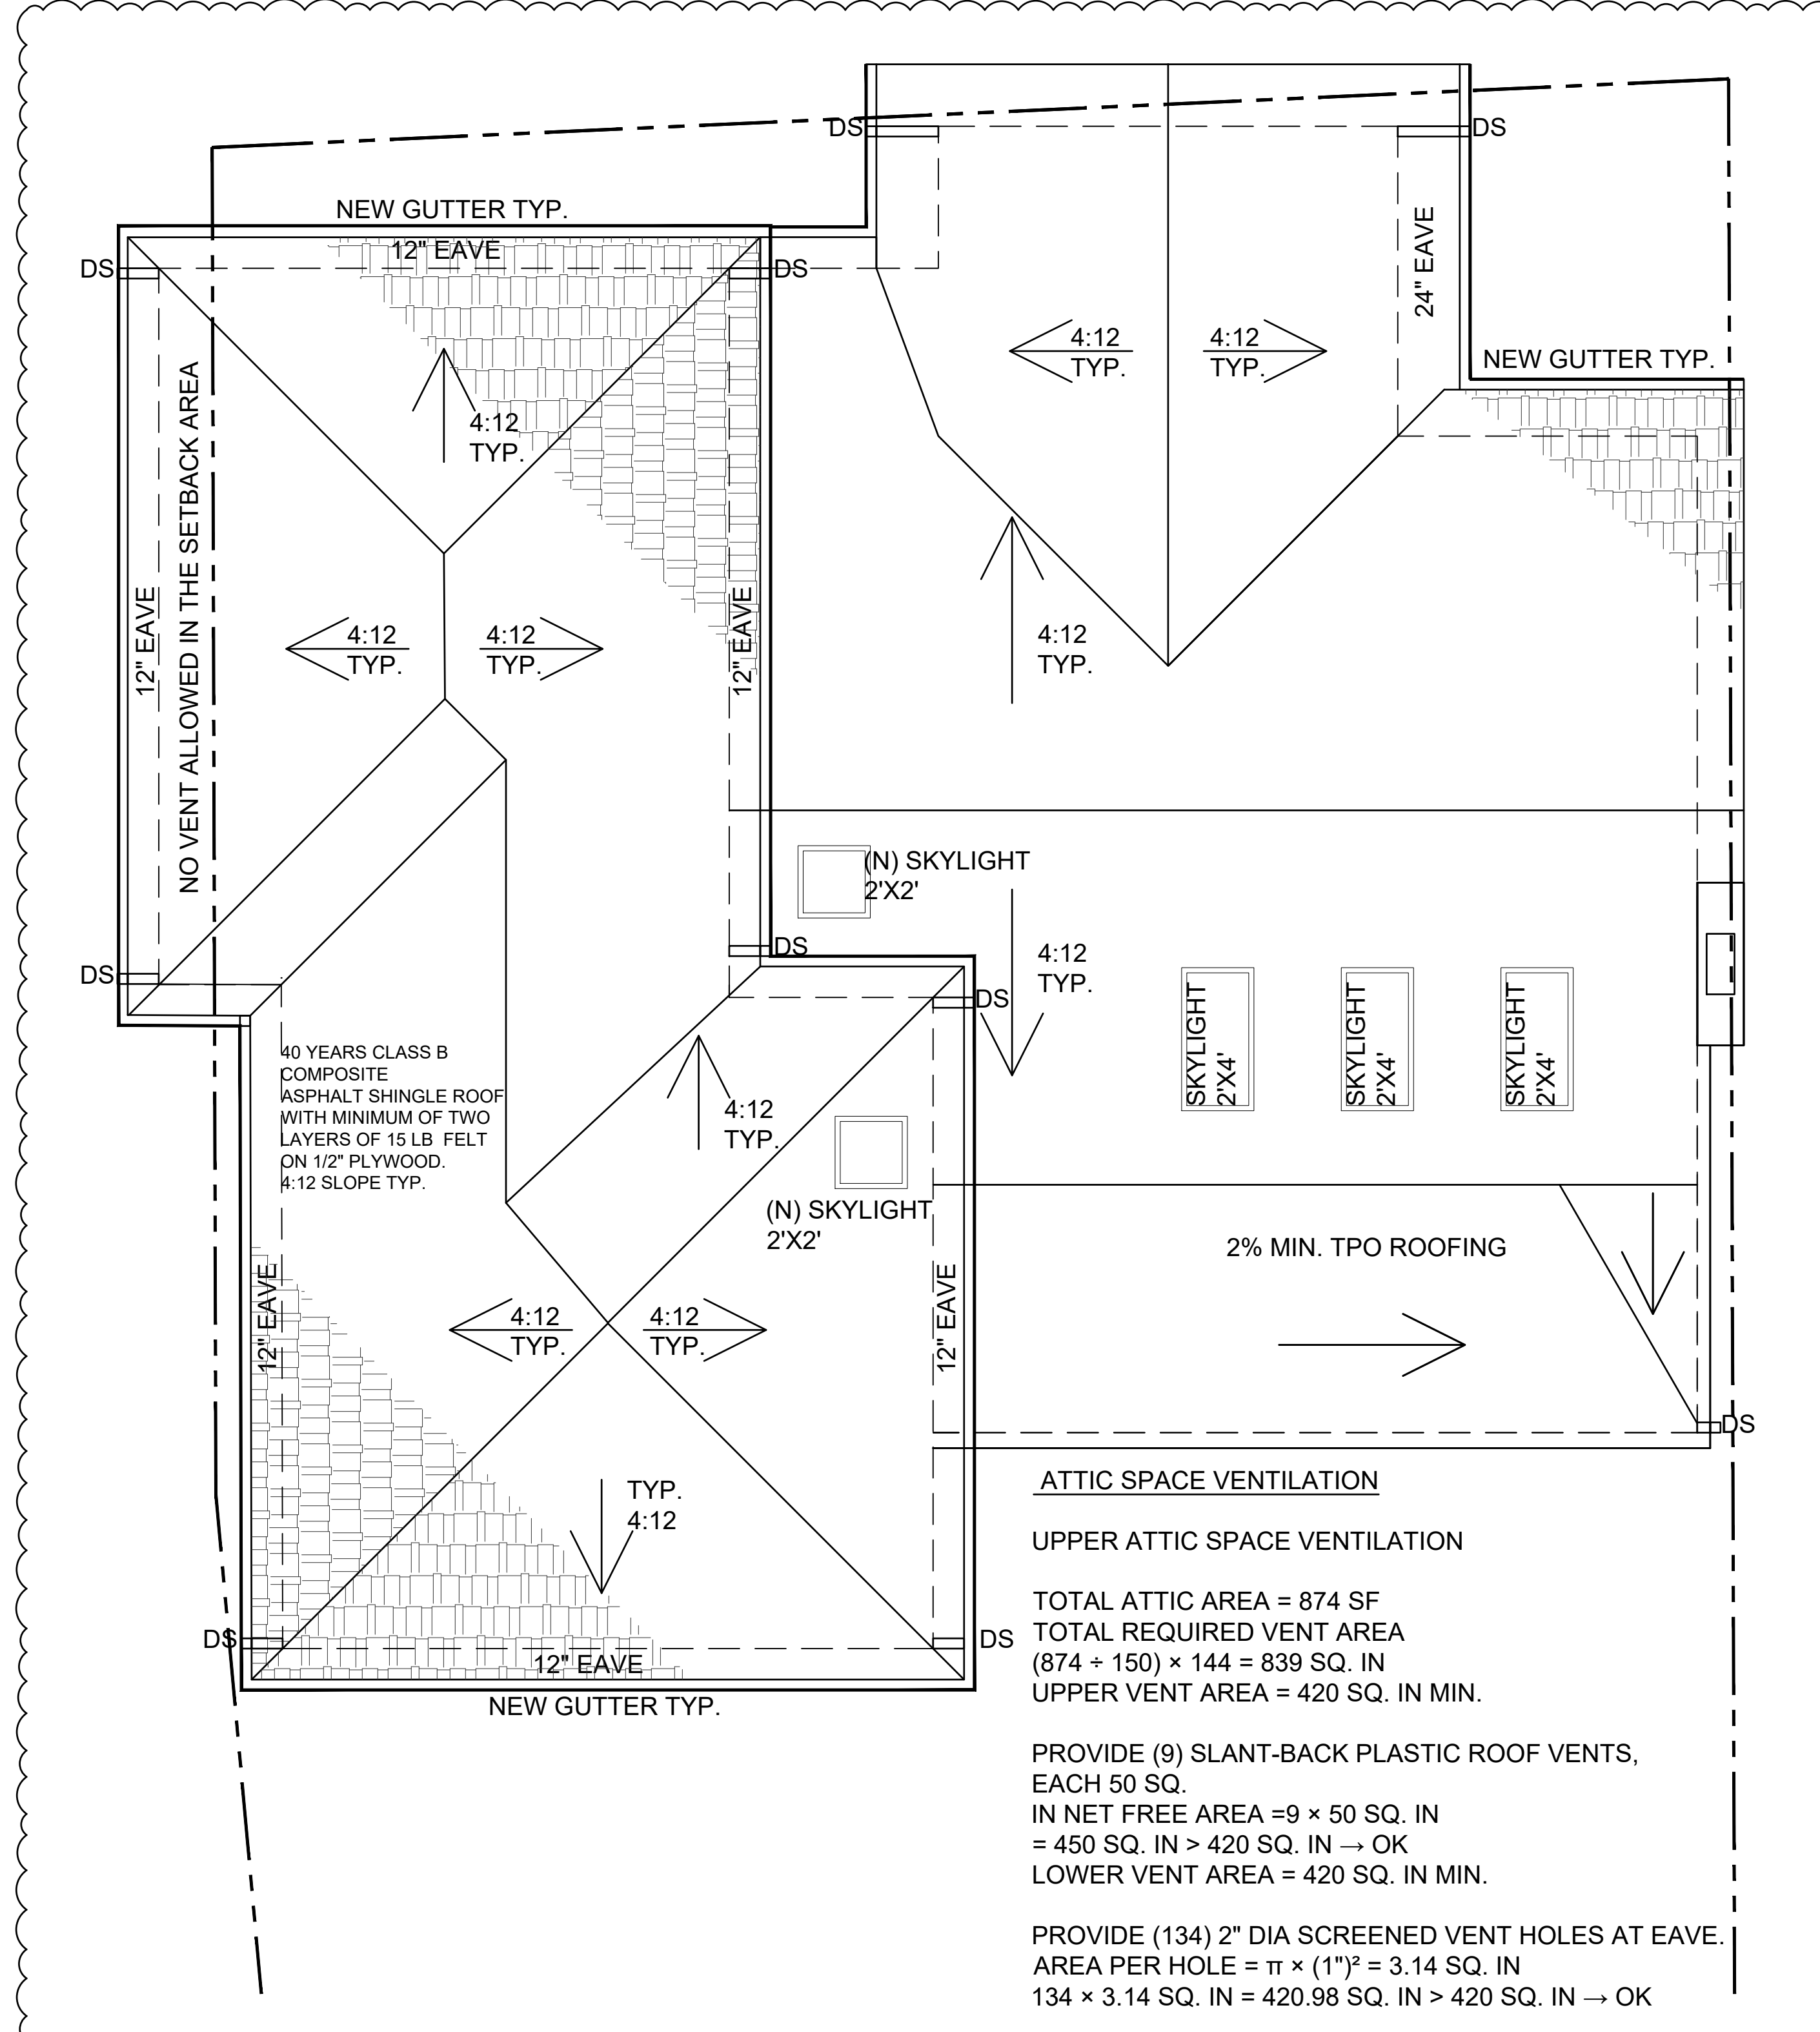 DS
DS
NEW GUTTER TYP.
12" EAVE
DS
DS
24" EAVE
4:12
TYP.
4:12
TYP.
NEW GUTTER TYP.
4:12
TYP.
NO VENT ALLOWED IN THE SETBACK AREA
12" EAVE
4:12
TYP.
4:12
TYP.
12" EAVE
4:12
TYP.
(N) SKYLIGHT
2'X2'
DS
DS
4:12
TYP.
DS
SKYLIGHT
2'X4'
SKYLIGHT
2'X4'
SKYLIGHT
2'X4'
40 YEARS CLASS B
COMPOSITE
ASPHALT SHINGLE ROOF
WITH MINIMUM OF TWO
LAYERS OF 15 LB FELT
ON 1/2" PLYWOOD.
4:12 SLOPE TYP.
4:12
TYP.
(N) SKYLIGHT
2'X2'
2% MIN. TPO ROOFING
12" EAVE
4:12
TYP.
4:12
TYP.
12" EAVE
DS
TYP.
4:12
DS
DS
12" EAVE
NEW GUTTER TYP.
ATTIC SPACE VENTILATION
UPPER ATTIC SPACE VENTILATION
TOTAL ATTIC AREA = 874 SF
TOTAL REQUIRED VENT AREA
(874 ÷ 150) × 144 = 839 SQ. IN
UPPER VENT AREA = 420 SQ. IN MIN.
PROVIDE (9) SLANT-BACK PLASTIC ROOF VENTS,
EACH 50 SQ.
IN NET FREE AREA =9 × 50 SQ. IN
= 450 SQ. IN > 420 SQ. IN → OK
LOWER VENT AREA = 420 SQ. IN MIN.
PROVIDE (134) 2" DIA SCREENED VENT HOLES AT EAVE.
AREA PER HOLE = π × (1")² = 3.14 SQ. IN
134 × 3.14 SQ. IN = 420.98 SQ. IN > 420 SQ. IN → OK